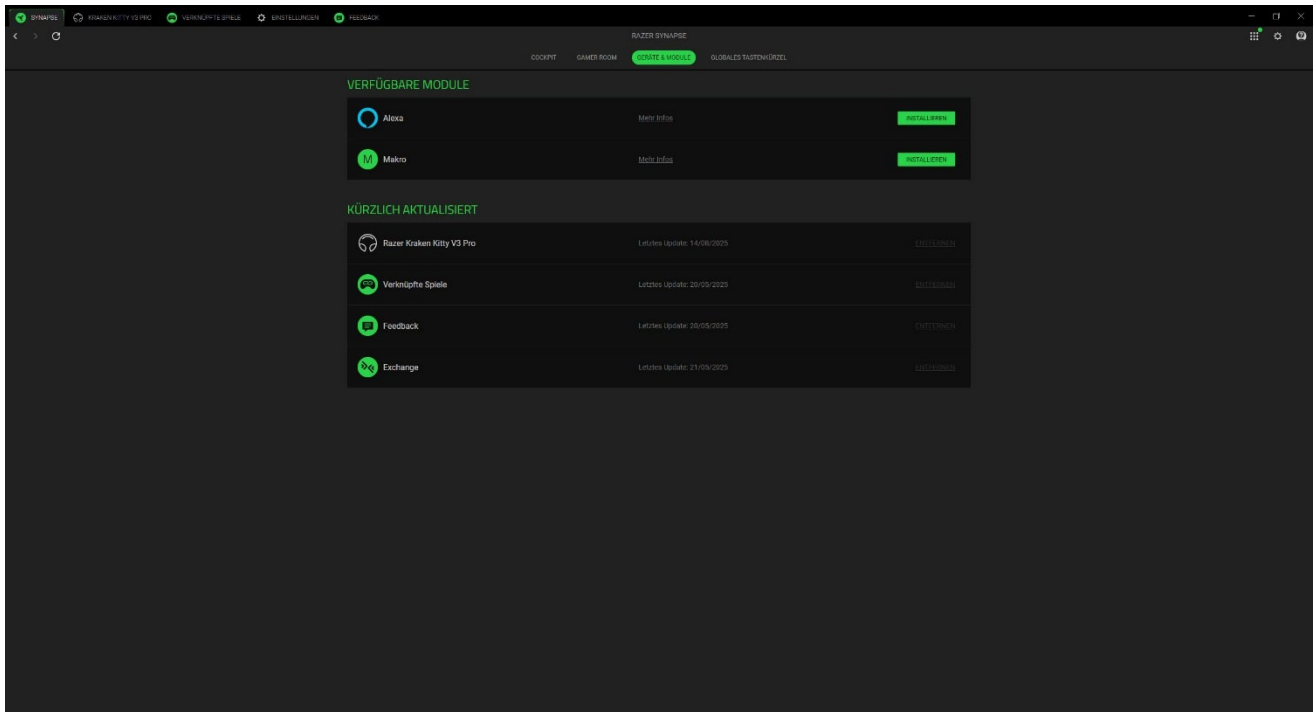 SYNAPSE KRAKEN KITTY V3 PRO VERKNÜPFTE SPIELE EINSTELLUNGEN FEEDBACK
RAZER SYNAPSE
COCKPIT GAMER ROOM GERÄTE & MODULE GLOBALES TASTENKÜRZEL
VERFÜGBARE MODULE
Alexa Mehr Infos INSTALLIEREN
M Makro Mehr Infos INSTALLIEREN
KÜRZLICH AKTUALISIERT
Razer Kraken Kitty V3 Pro Letztes Update: 14/08/2025 ENTFERNEN
Verknüpfte Spiele Letztes Update: 20/05/2025 ENTFERNEN
Feedback Letztes Update: 20/05/2025 ENTFERNEN
Exchange Letztes Update: 21/05/2025 ENTFERNEN